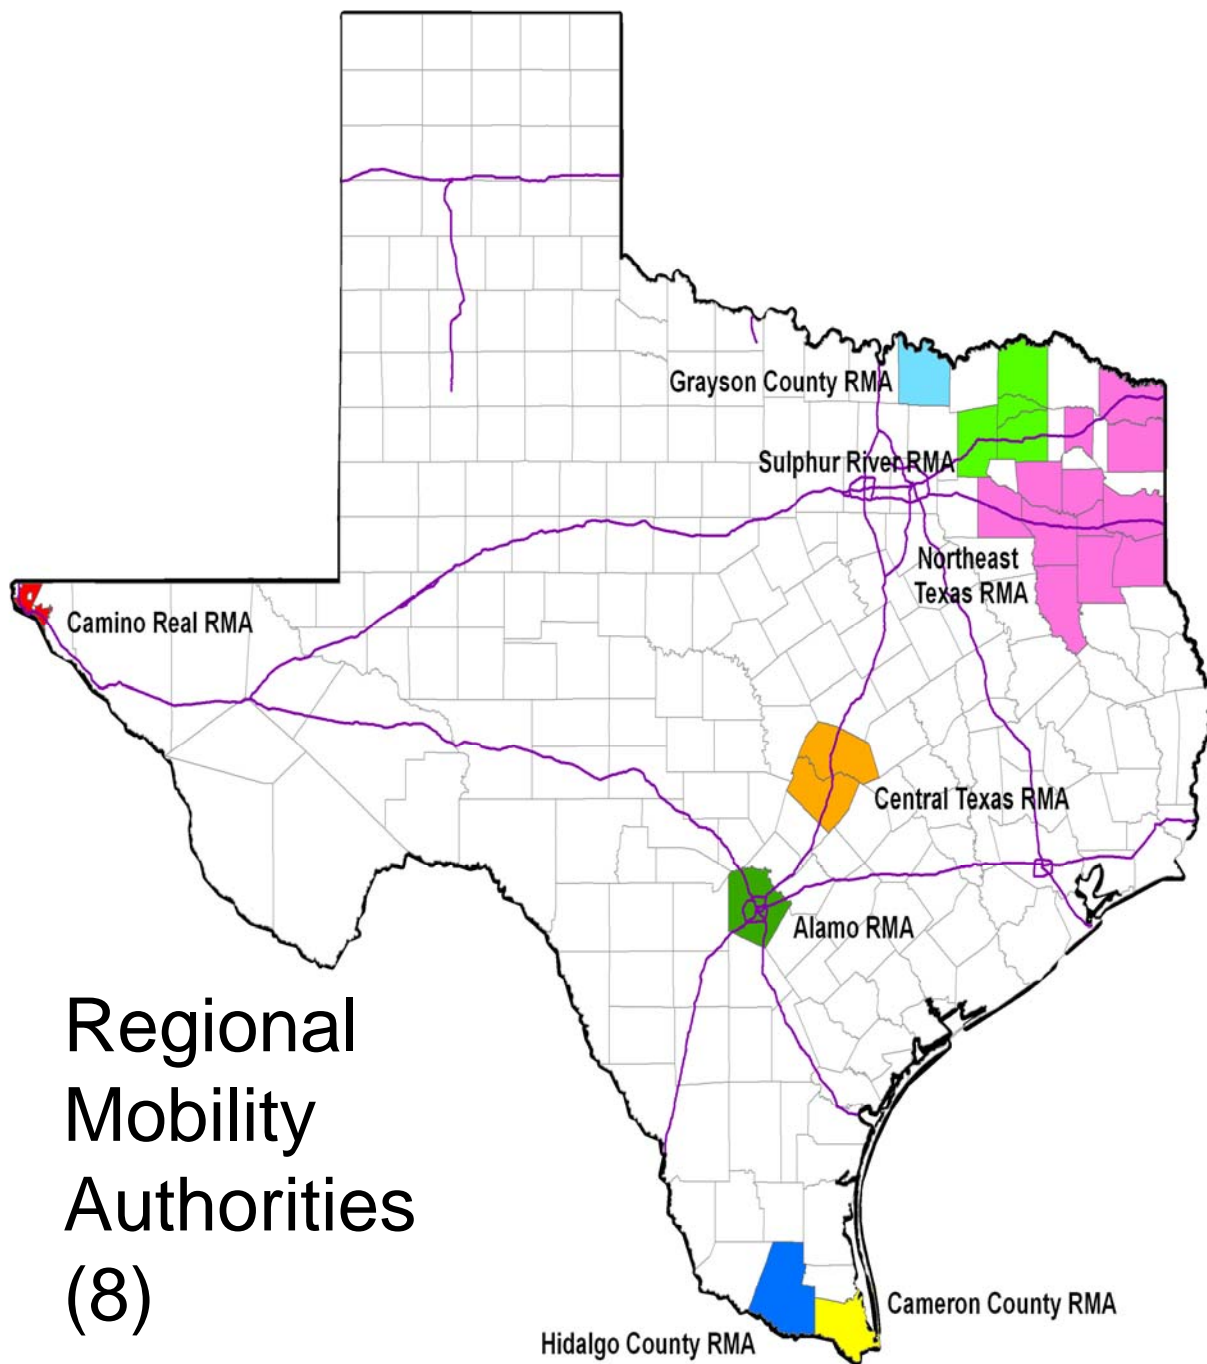 Grayson County RMA
Sulphur River RMA
Northeast
Texas RMA
Camino Real RMA
Central Texas RMA
Alamo RMA
Regional
Mobility
Authorities
(8)
Cameron County RMA
Hidalgo County RMA